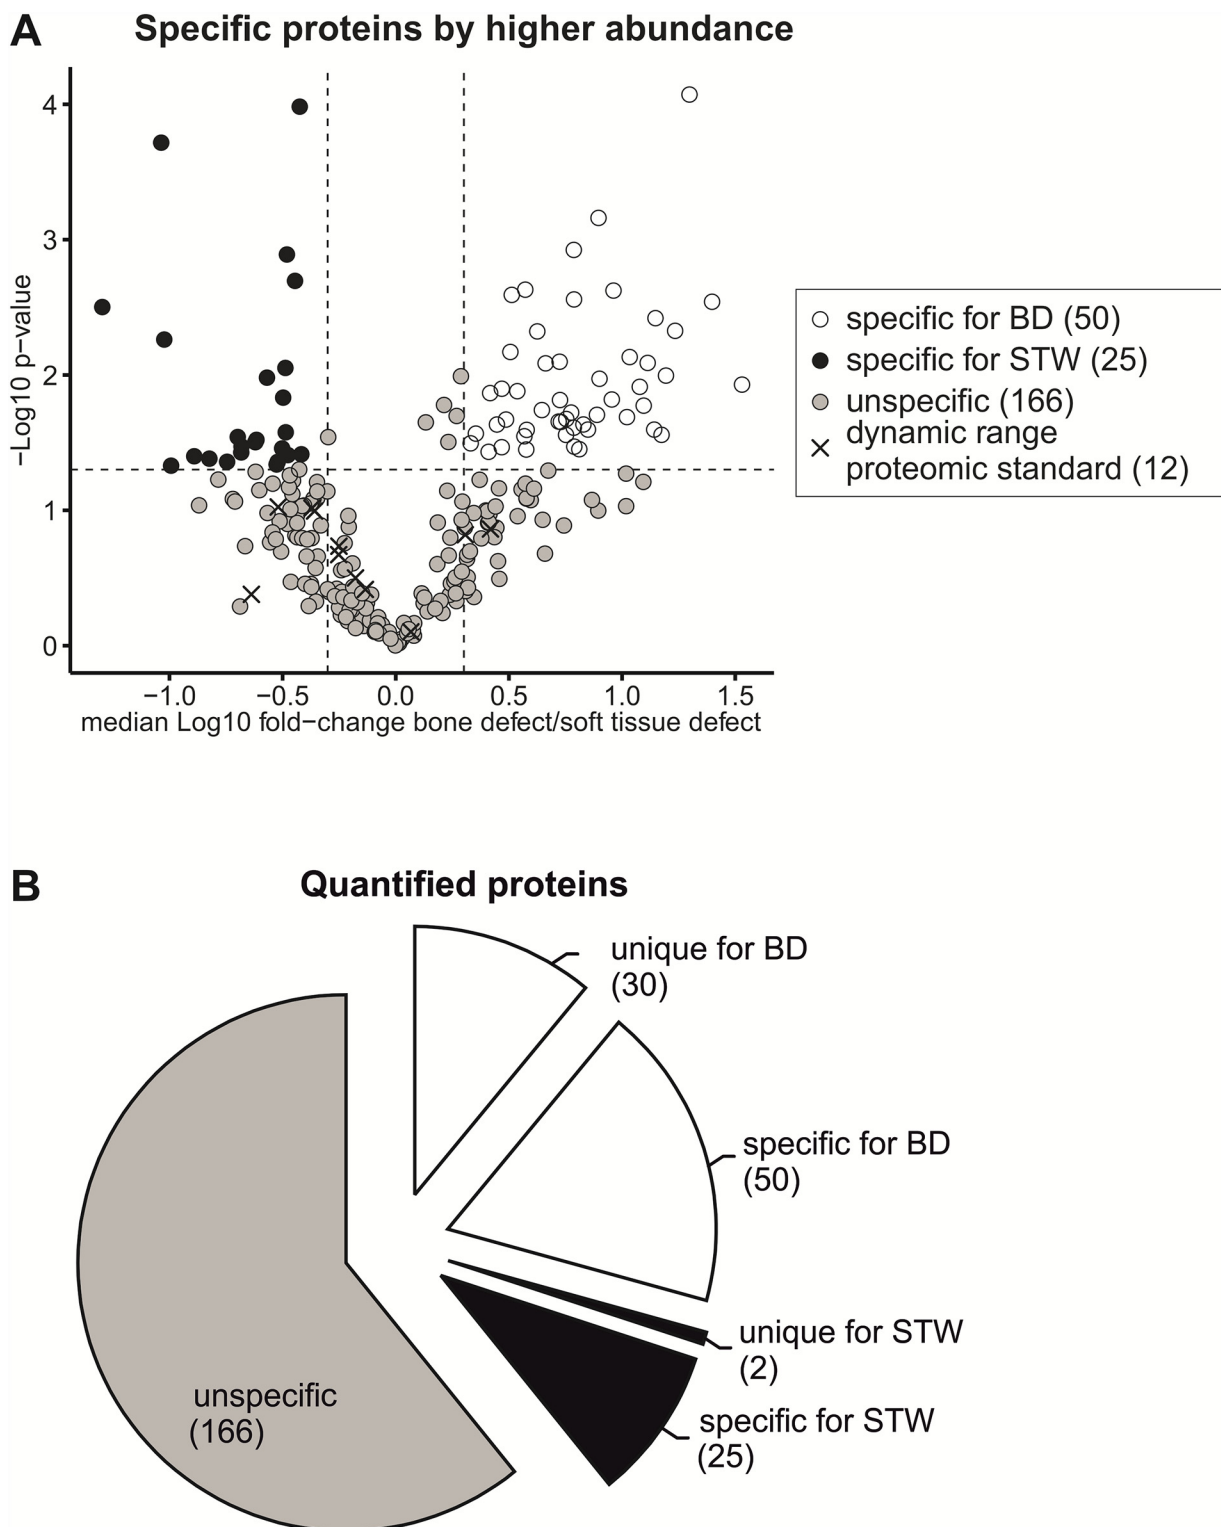 A
Specific proteins by higher abundance
4
3
2
1
0
−Log10 p−value
−1.0 −0.5 0.0 0.5 1.0 1.5
median Log10 fold−change bone defect/soft tissue defect
specific for BD (50)
specific for STW (25)
unspecific (166)
dynamic range
proteomic standard (12)
B
Quantified proteins
unique for BD
(30)
specific for BD
(50)
unique for STW
(2)
specific for STW
(25)
unspecific
(166)